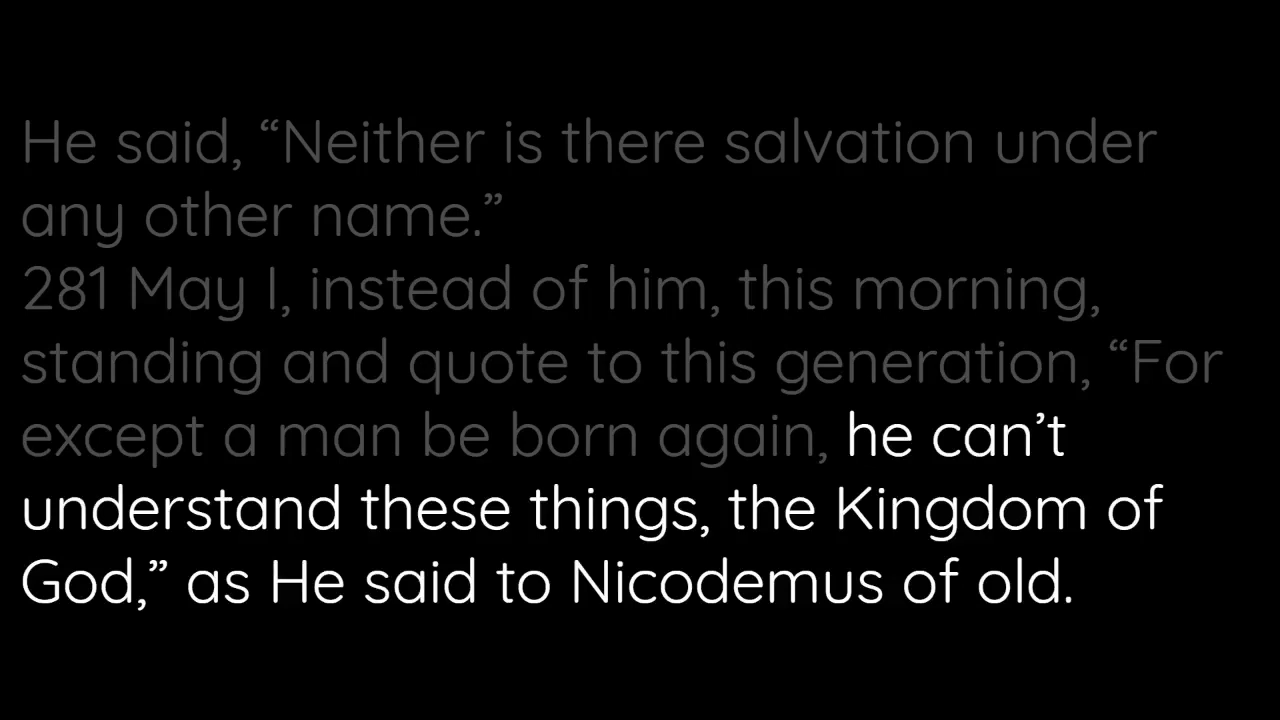 He said, “Neither is there salvation under
any other name.”
281 May I, instead of him, this morning,
standing and quote to this generation, “For
except a man be born again, he can’t
understand these things, the Kingdom of
God,” as He said to Nicodemus of old.